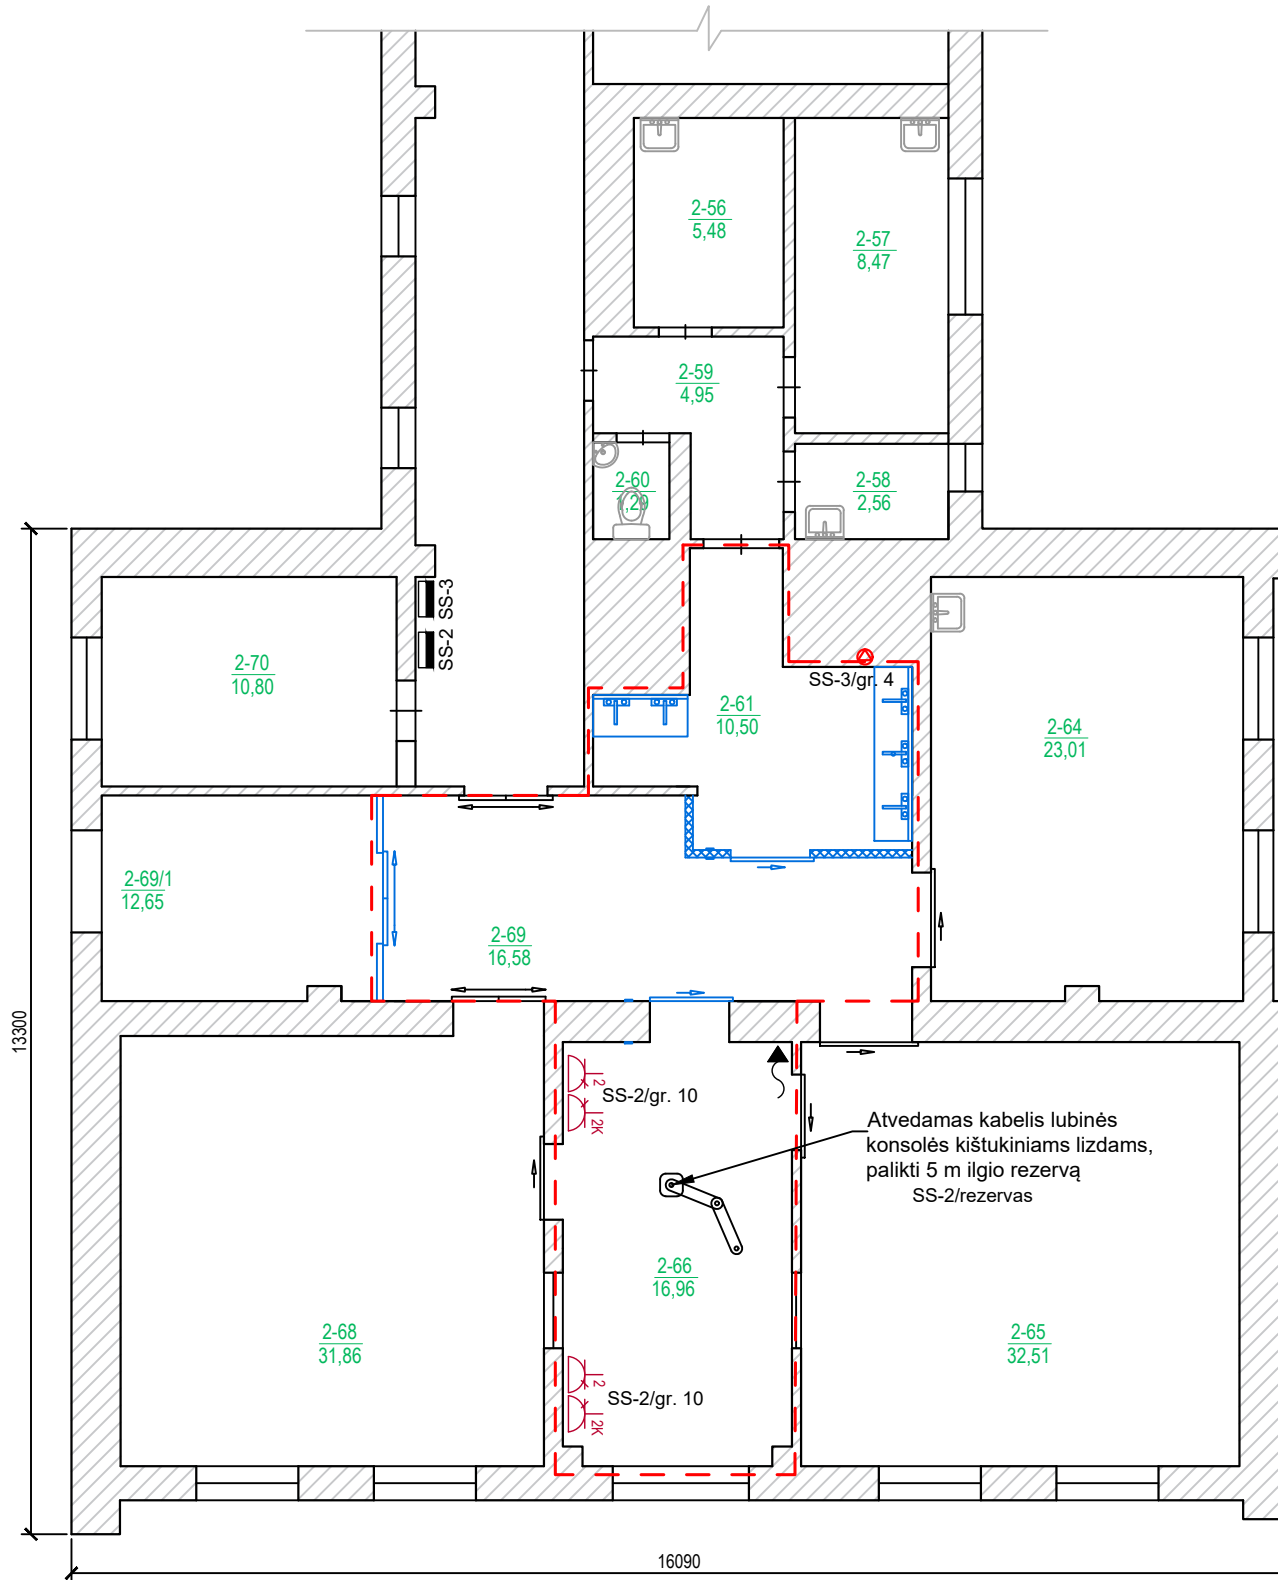 2-56
5,48
2-57
8,47
2-59
4,95
2-60
1,29
2-58
2,56
SS-3
SS-2
2-70
10,80
SS-3/gr. 4
2-61
10,50
2-64
23,01
2-69/1
12,65
2-69
16,58
13300
2
2K
SS-2/gr. 10
Atvedamas kabelis lubinės
konsolės kištukiniams lizdams,
palikti 5 m ilgio rezervą
SS-2/rezervas
2-66
16,96
2-68
31,86
2-65
32,51
2
2K
SS-2/gr. 10
16090